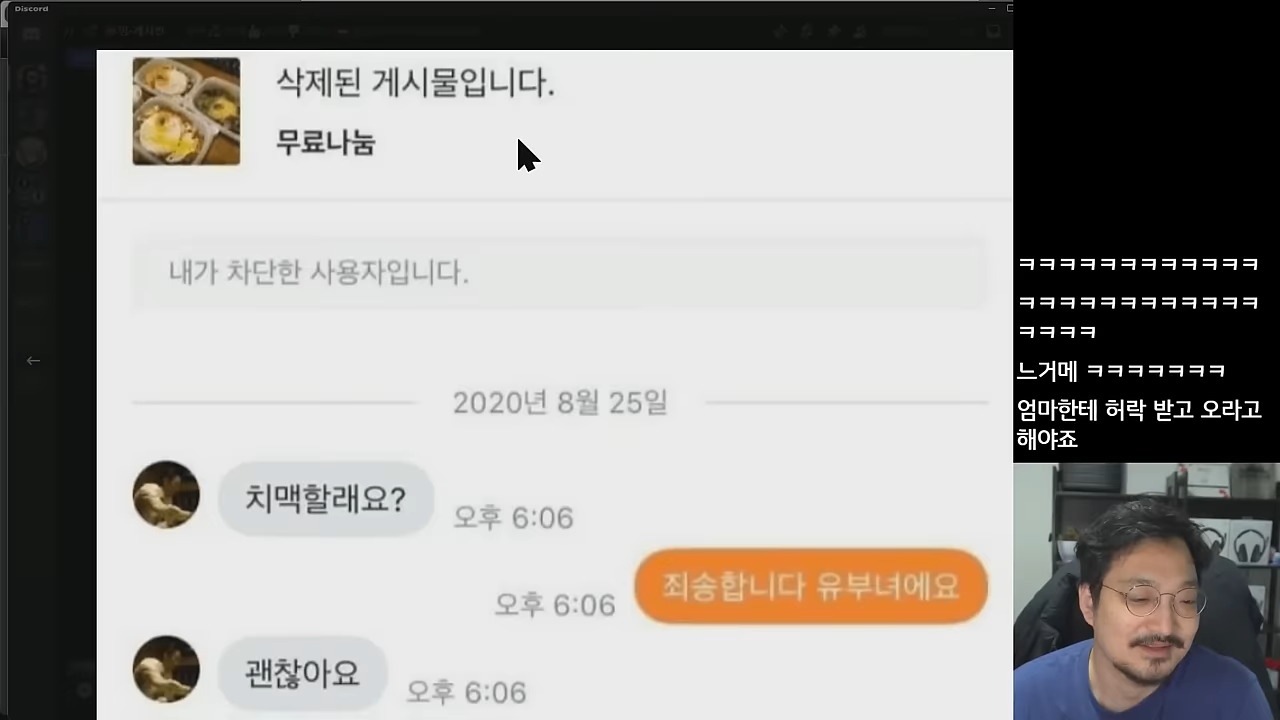 Discord
삭제된 게시물입니다.
무료나눔
내가 차단한 사용자입니다.
2020년 8월 25일
치맥할래요?
오후 6:06
죄송합니다 유부녀에요
오후 6:06
괜찮아요
오후 6:06
ㅋㅋㅋㅋㅋㅋㅋㅋㅋㅋㅋㅋ
ㅋㅋㅋㅋㅋㅋㅋㅋㅋㅋㅋㅋ
ㅋㅋㅋㅋ
느거메 ㅋㅋㅋㅋㅋㅋㅋ
엄마한테 허락 받고 오라고
해야죠